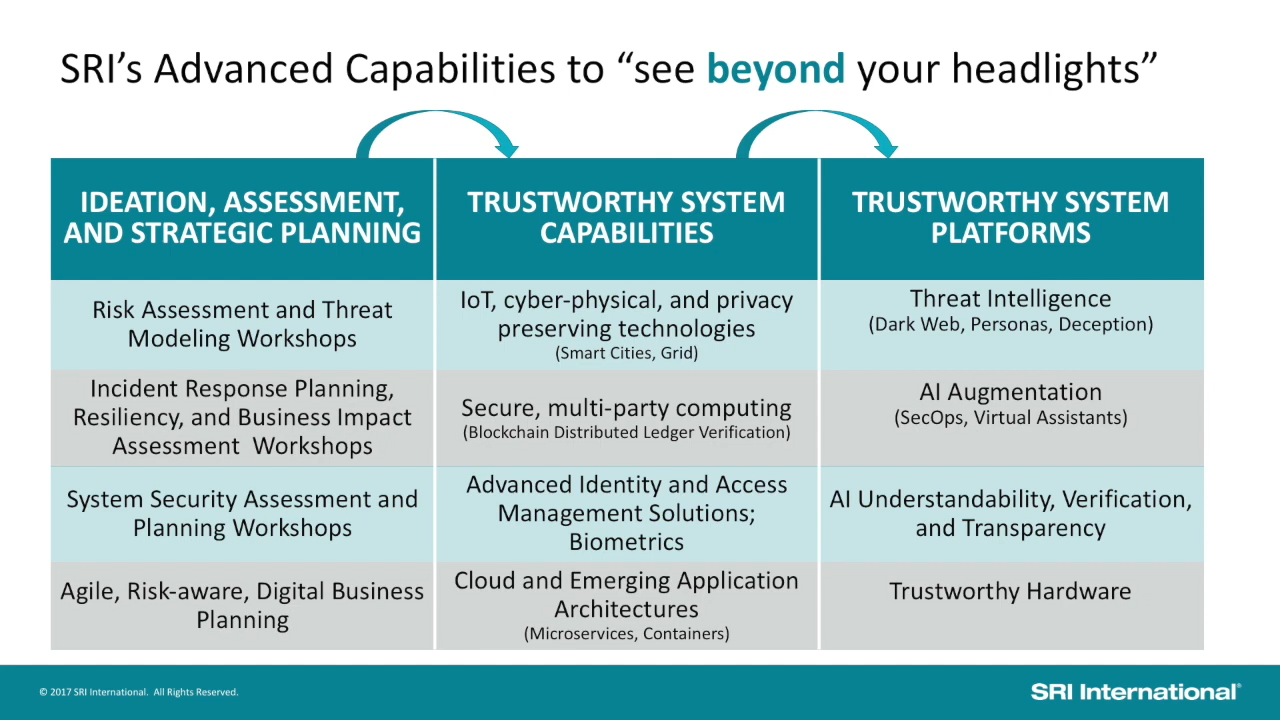 SRI’s Advanced Capabilities to “see beyond your headlights”
IDEATION, ASSESSMENT,
AND STRATEGIC PLANNING
TRUSTWORTHY SYSTEM
CAPABILITIES
TRUSTWORTHY SYSTEM
PLATFORMS
Risk Assessment and Threat
Modeling Workshops
IoT, cyber-physical, and privacy
preserving technologies
(Smart Cities, Grid)
Threat Intelligence
(Dark Web, Personas, Deception)
Incident Response Planning,
Resiliency, and Business Impact
Assessment  Workshops
Secure, multi-party computing
(Blockchain Distributed Ledger Verification)
AI Augmentation
(SecOps, Virtual Assistants)
System Security Assessment and
Planning Workshops
Advanced Identity and Access
Management Solutions;
Biometrics
AI Understandability, Verification,
and Transparency
Agile, Risk-aware, Digital Business
Planning
Cloud and Emerging Application
Architectures
(Microservices, Containers)
Trustworthy Hardware
© 2017 SRI International.  All Rights Reserved.
SRI International®